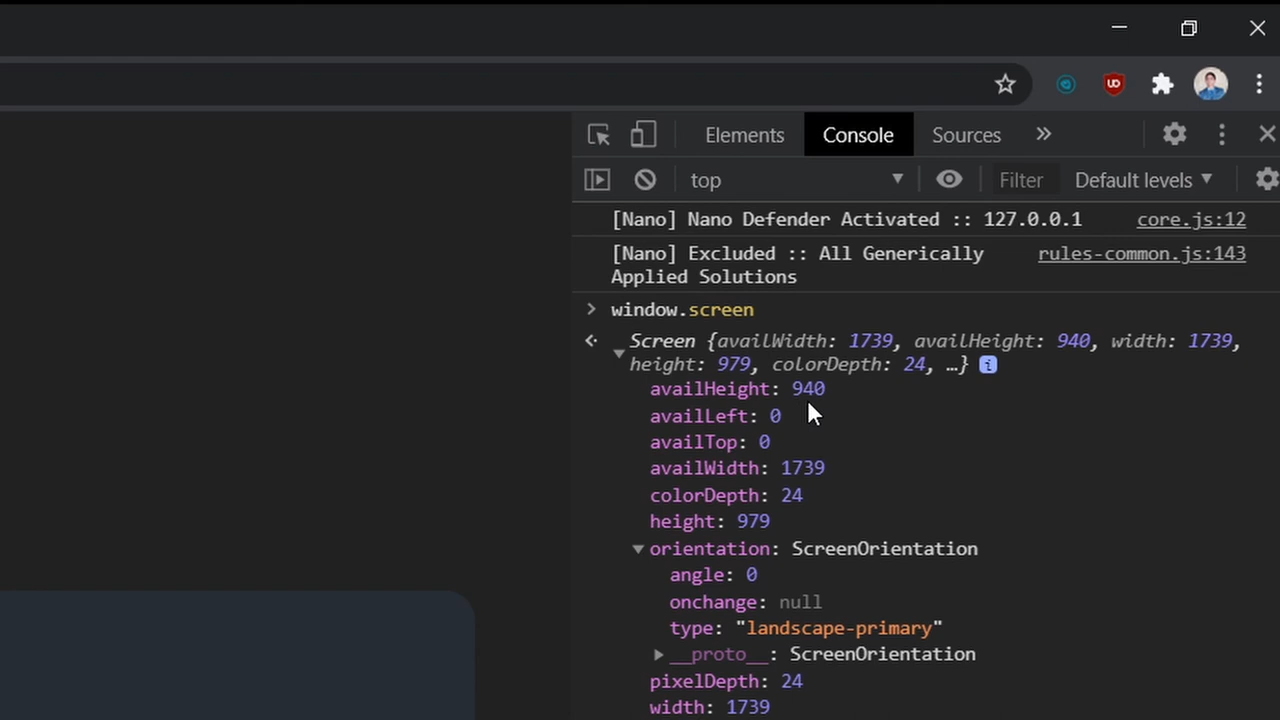 UD
Elements Console Sources »
top Filter Default levels
[Nano] Nano Defender Activated :: 127.0.0.1 core.js:12
[Nano] Excluded :: All Generically rules-common.js:143
Applied Solutions
> window.screen
Screen {availWidth: 1739, availHeight: 940, width: 1739,
height: 979, colorDepth: 24, …} i
availHeight: 940
availLeft: 0
availTop: 0
availWidth: 1739
colorDepth: 24
height: 979
orientation: ScreenOrientation
angle: 0
onchange: null
type: "landscape-primary"
__proto__: ScreenOrientation
pixelDepth: 24
width: 1739